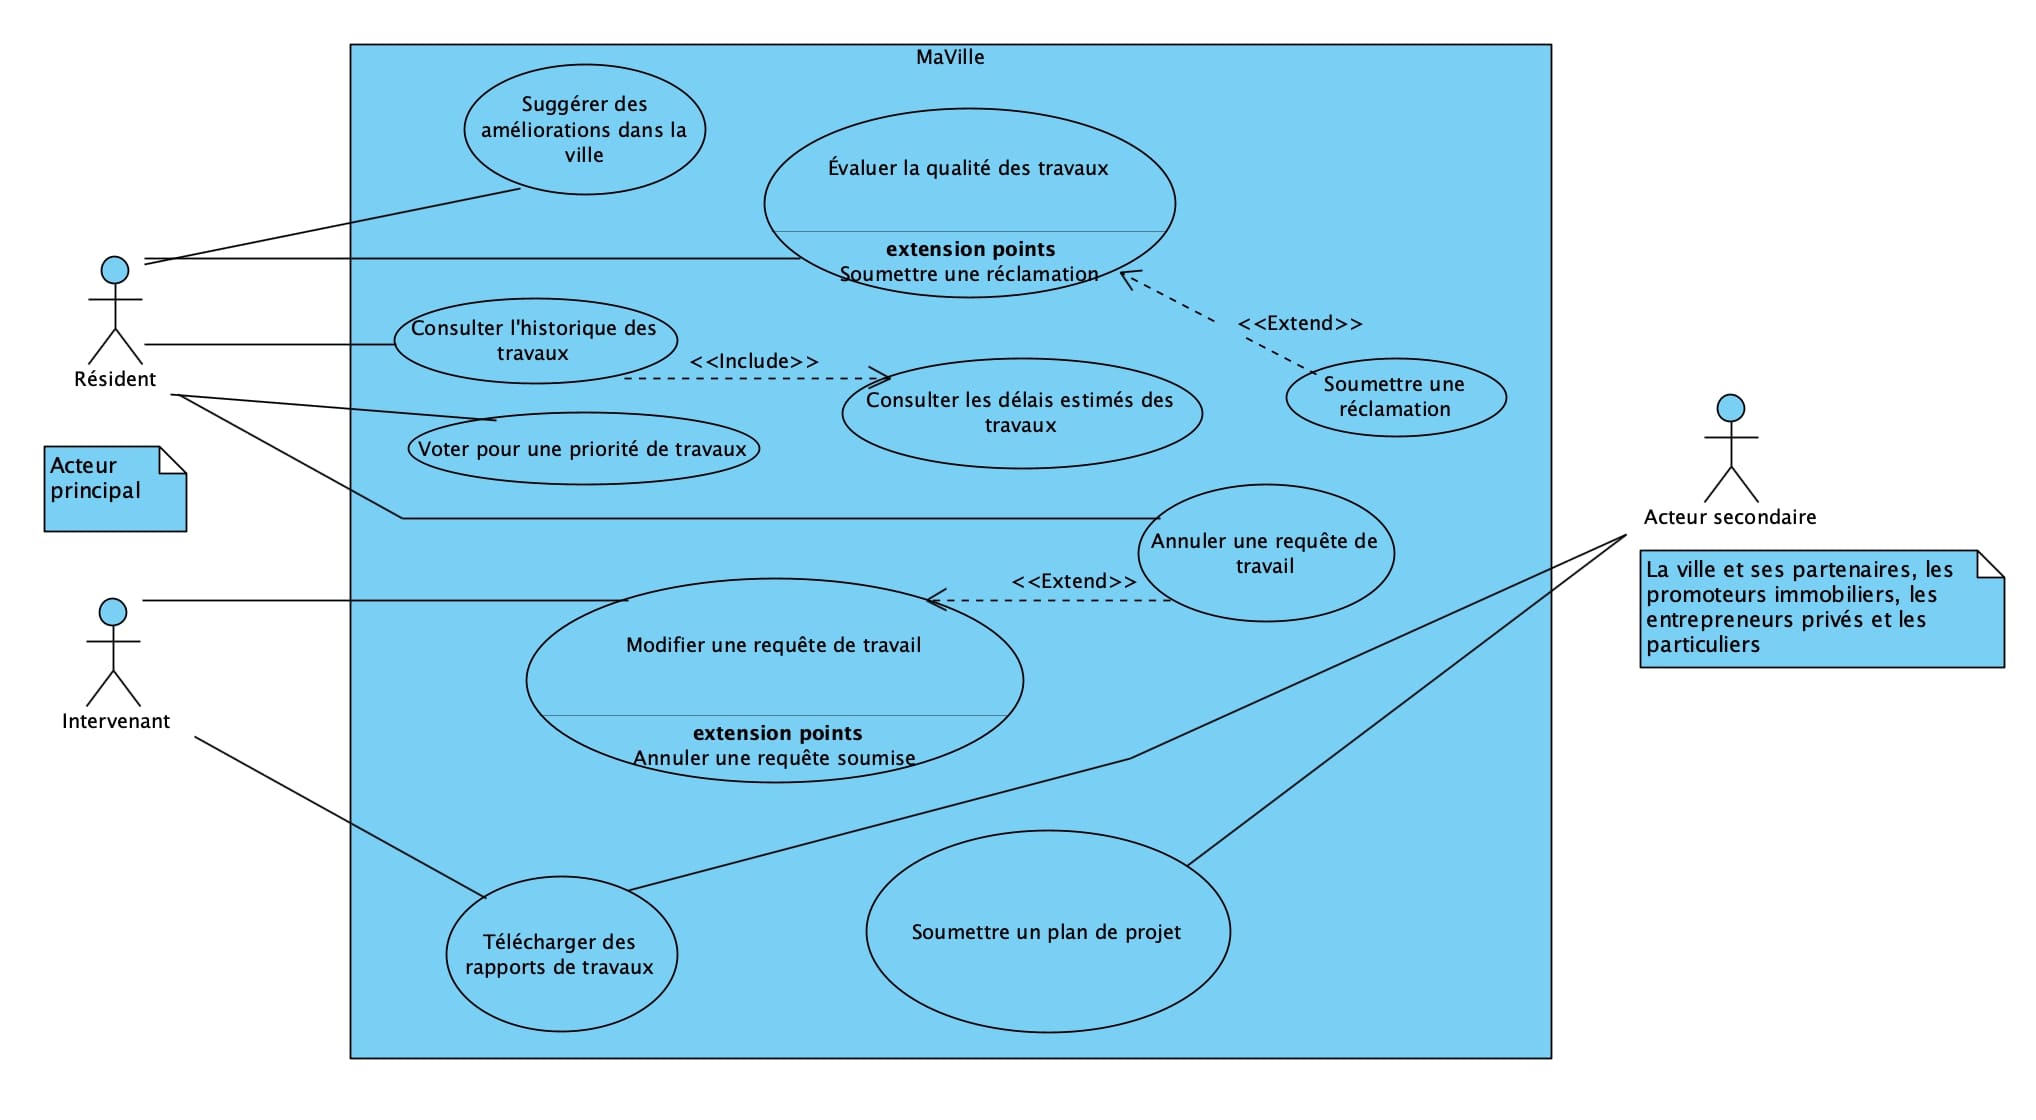 MaVille
Suggérer des
améliorations dans la
ville
Évaluer la qualité des travaux
extension points
Soumettre une réclamation
<<Extend>>
Consulter l'historique des
travaux
<<Include>>
Résident
Consulter les délais estimés des
travaux
Soumettre une
réclamation
Voter pour une priorité de travaux
Acteur
principal
Acteur secondaire
La ville et ses partenaires, les
promoteurs immobiliers, les
entrepreneurs privés et les
particuliers
Annuler une requête de
travail
<<Extend>>
Modifier une requête de travail
extension points
Annuler une requête soumise
Intervenant
Télécharger des
rapports de travaux
Soumettre un plan de projet